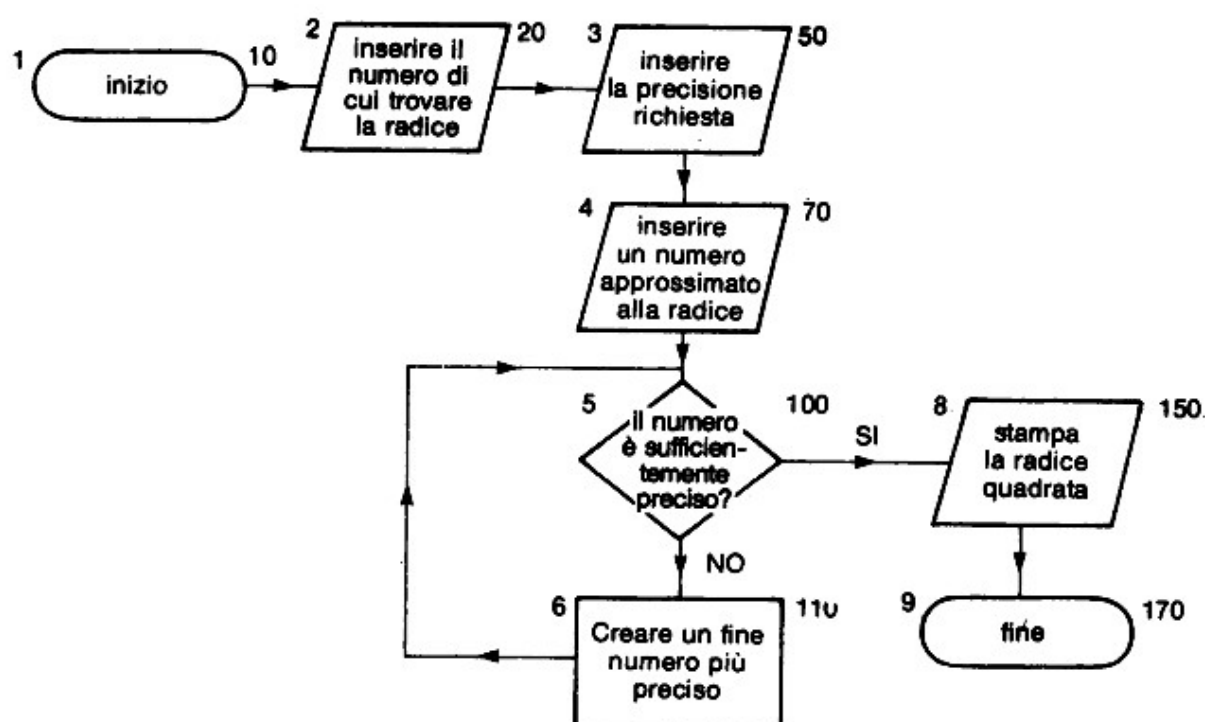 1
inizio
10
2
inserire il
numero di
cui trovare
la radice
20
3
inserire
la precisione
richiesta
50
4
inserire
un numero
approssimato
alla radice
70
5
il numero
è sufficien-
temente
preciso?
100
SI
8
stampa
la radice
quadrata
150.
NO
6
Creare un fine
numero più
preciso
110
9
fine
170